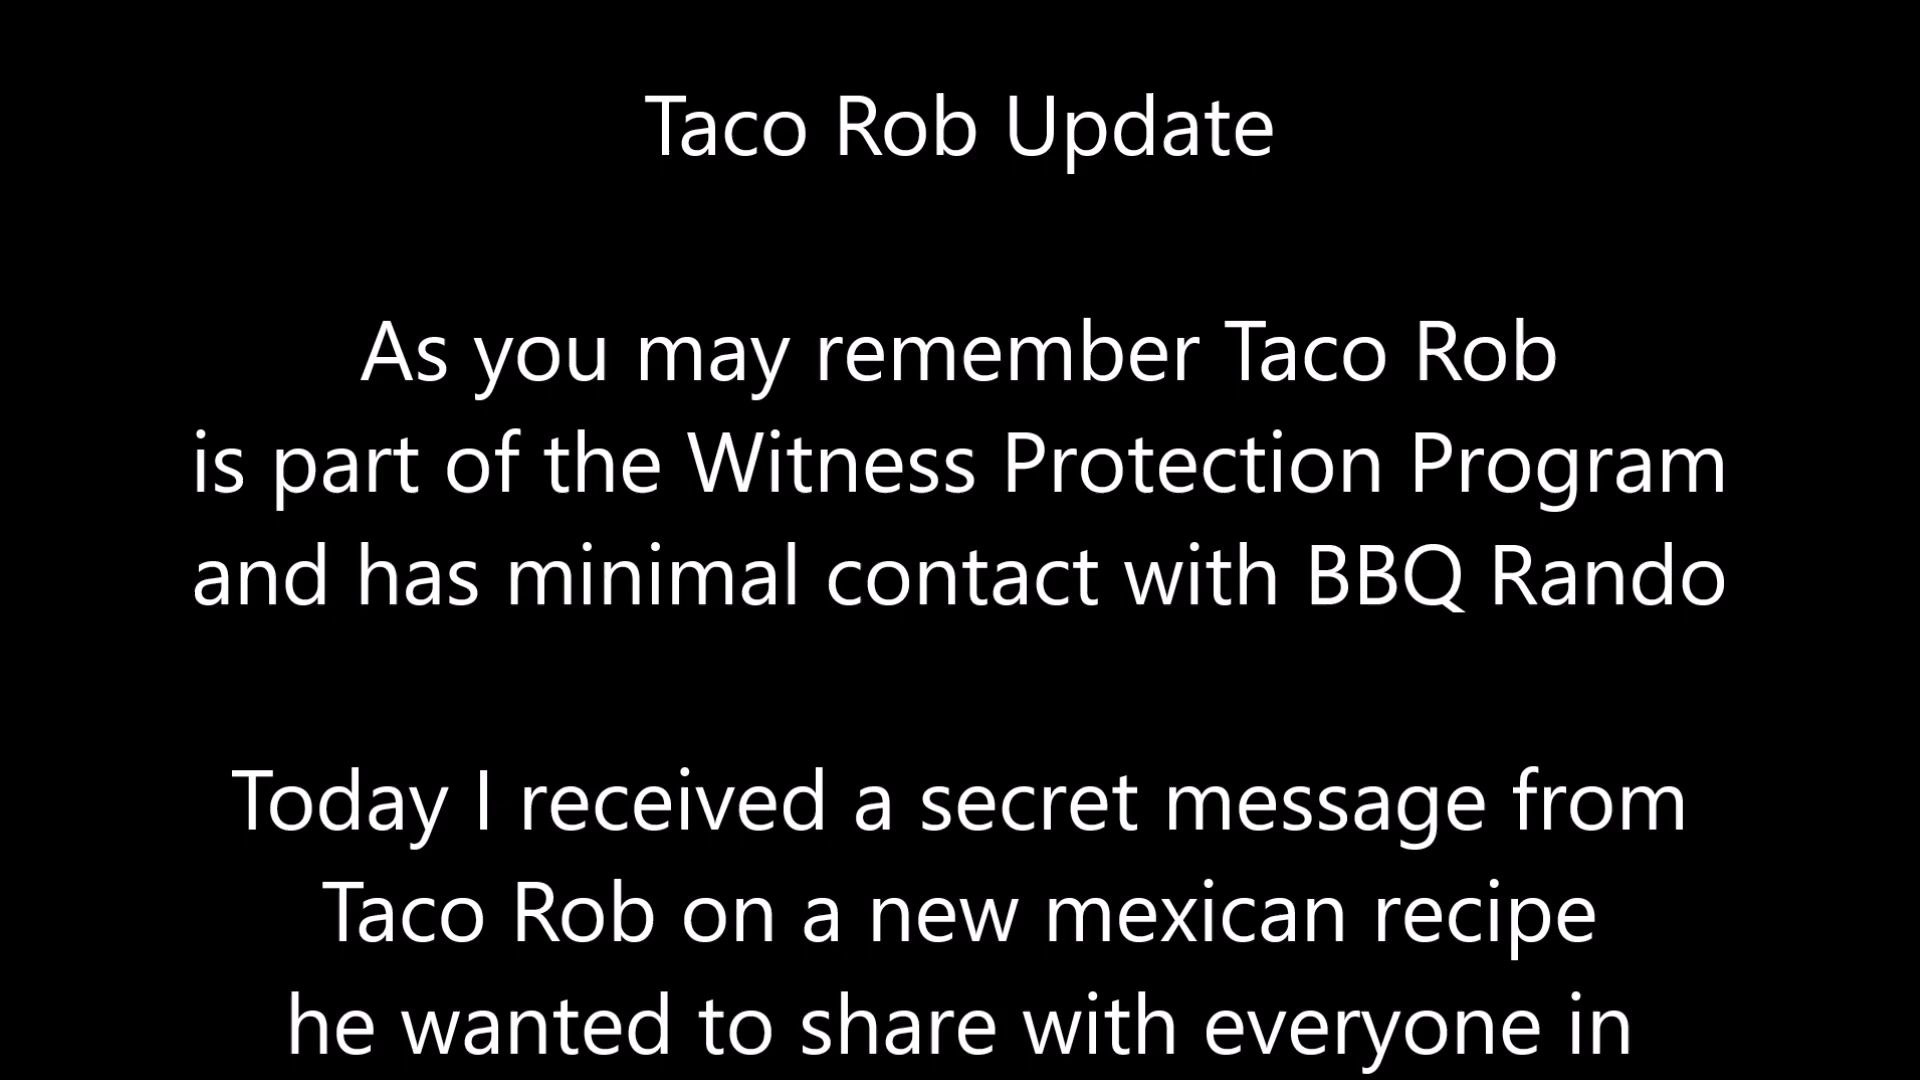 Taco Rob Update
As you may remember Taco Rob
is part of the Witness Protection Program
and has minimal contact with BBQ Rando
Today I received a secret message from
Taco Rob on a new mexican recipe
he wanted to share with everyone in